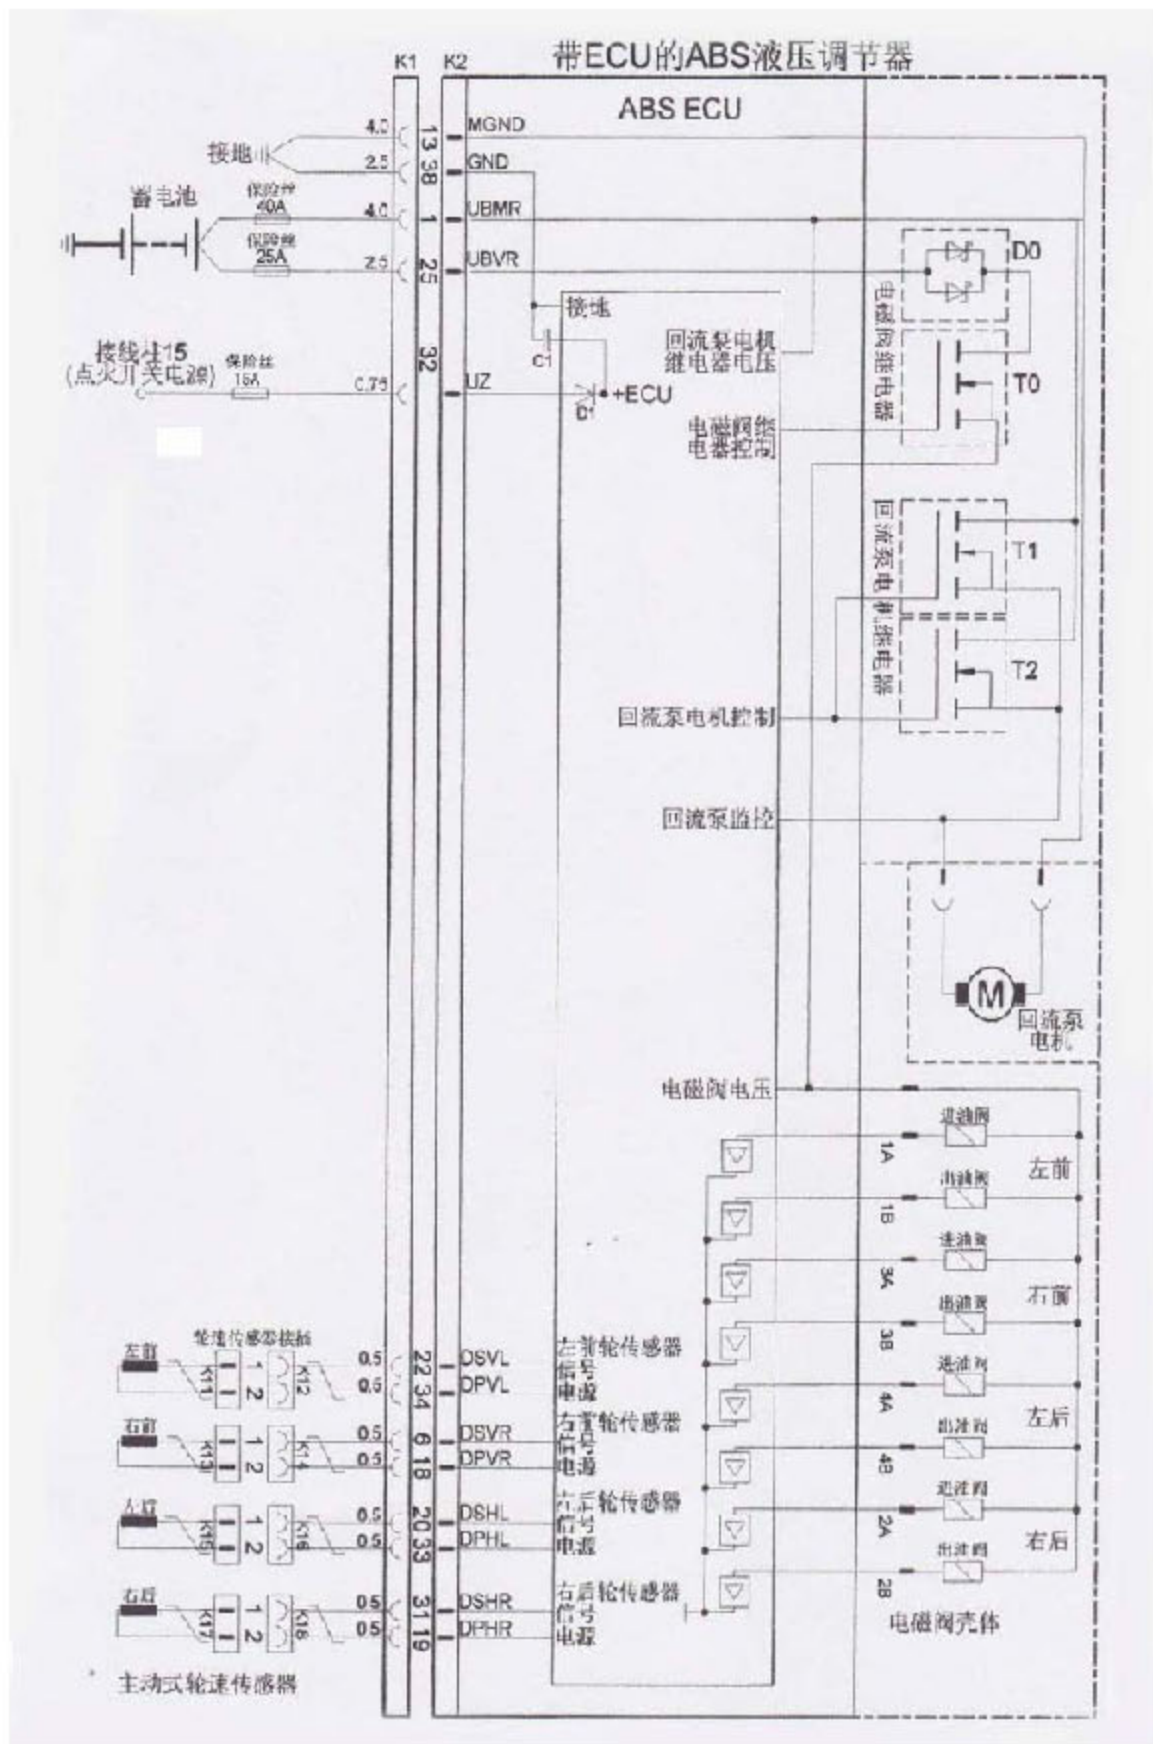 带ECU的ABS液压调节器
K1
K2
ABS ECU
接地
4.0
13
MGND
2.5
38
GND
蓄电池
保险丝
40A
4.0
1
UBMR
保险丝
25A
2.5
25
UBVR
D0
电磁阀继电器
T0
接线柱15
(点火开关电源)
保险丝
15A
0.75
32
UZ
接地
C1
D1
+ECU
回流泵电机
继电器电压
电磁阀继
电器控制
回流泵电机继电器
T1
T2
回流泵电机控制
回流泵监控
M
回流泵
电机
电磁阀电压
1A
进油阀
左前
1B
出油阀
3A
进油阀
右前
3B
出油阀
4A
进油阀
左后
4B
出油阀
2A
进油阀
右后
2B
出油阀
电磁阀壳体
轮速传感器接插
左前
K11
1
2
K12
0.5
22
DSVL
0.5
34
DPVL
左前轮传感器
信号
电源
右前
K13
1
2
K14
0.5
6
DSVR
0.5
18
DPVR
右前轮传感器
信号
电源
左后
K15
1
2
K16
0.5
20
DSHL
0.5
33
DPHL
左后轮传感器
信号
电源
右后
K17
1
2
K18
0.5
31
DSHR
0.5
19
DPHR
右后轮传感器
信号
电源
主动式轮速传感器